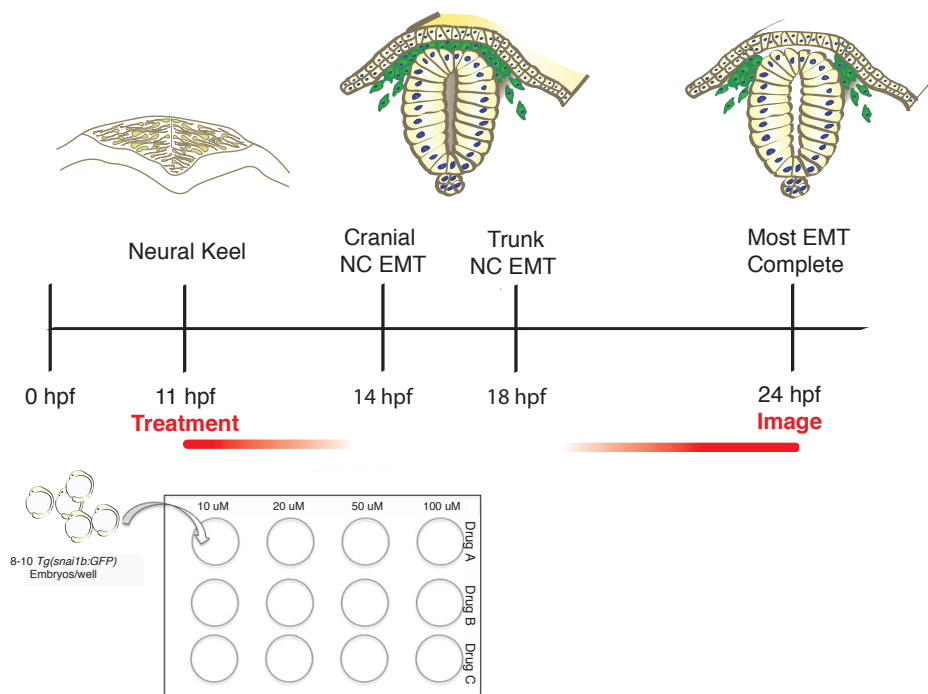 Neural Keel
Cranial
NC EMT
Trunk
NC EMT
Most EMT
Complete
0 hpf
11 hpf
14 hpf
18 hpf
24 hpf
Treatment
Image
8-10 Tg(snai1b:GFP)
Embryos/well
10 uM
20 uM
50 uM
100 uM
Drug A
Drug B
Drug C